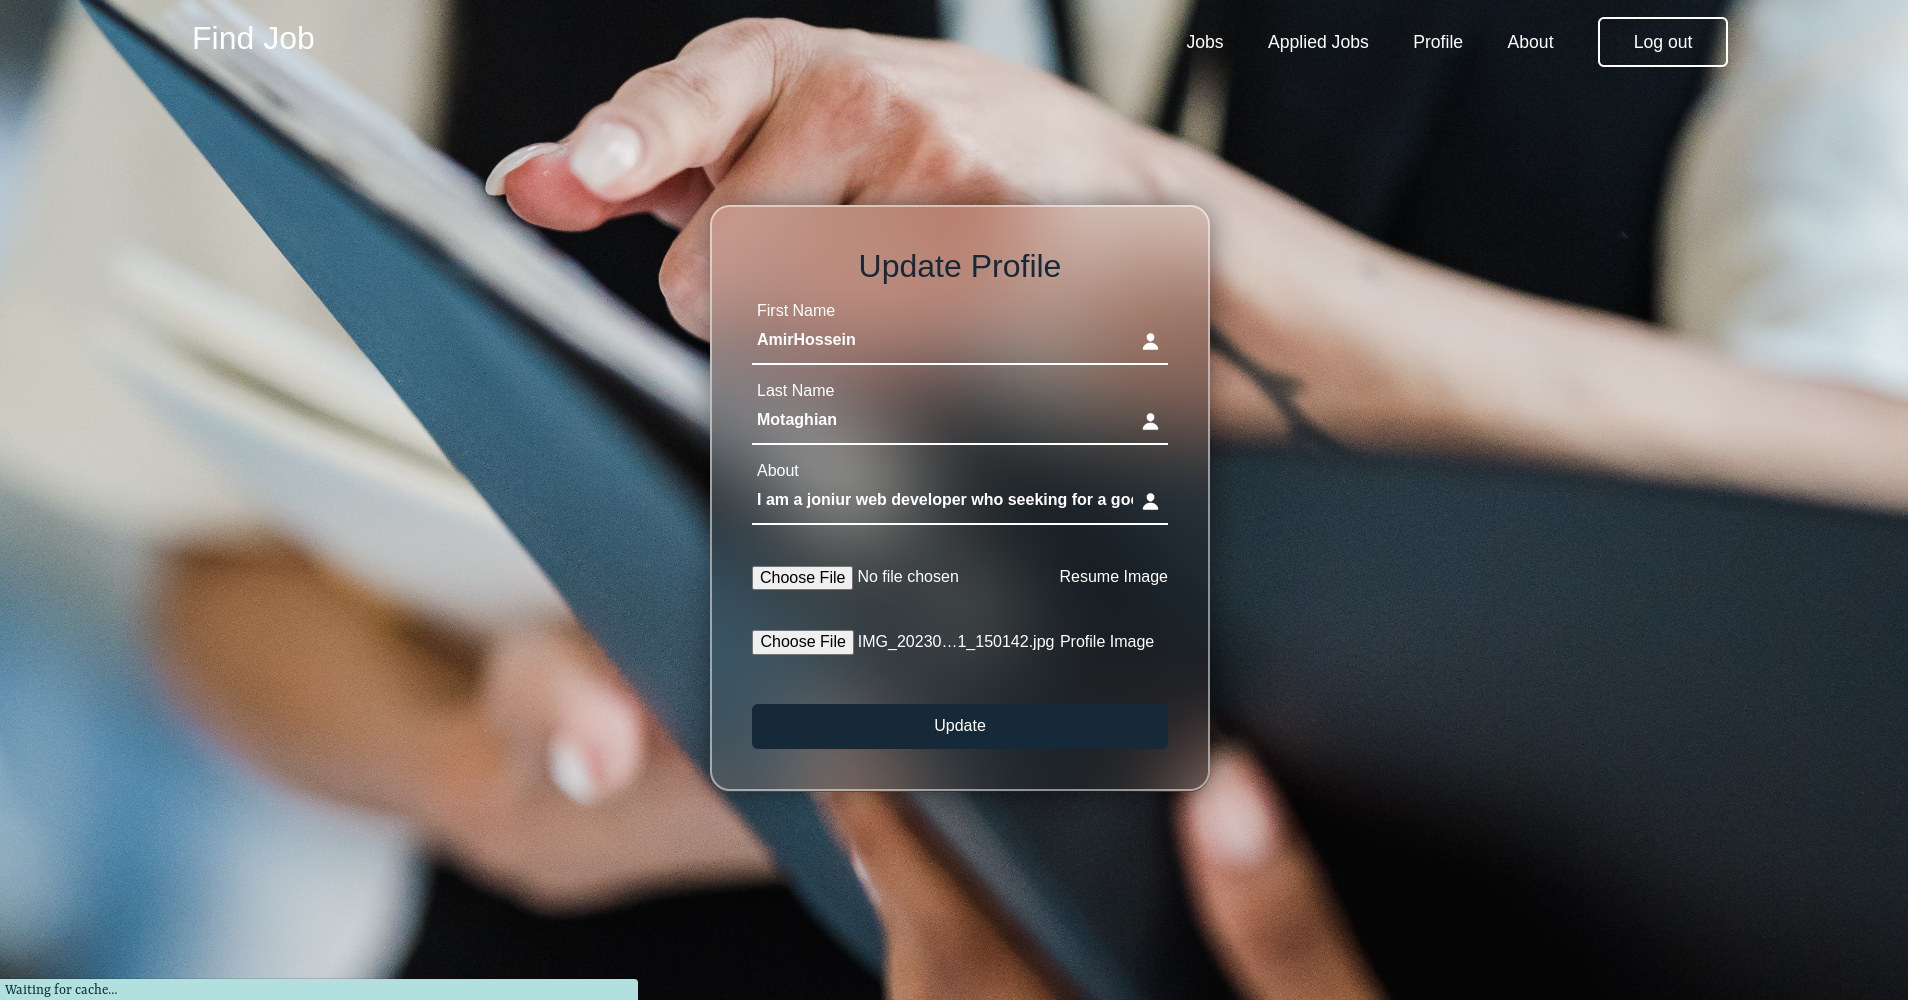 Find Job
Jobs Applied Jobs Profile About Log out
Update Profile
First Name
AmirHossein
Last Name
Motaghian
About
I am a joniur web developer who seeking for a
Choose File No file chosen Resume Image
Choose File IMG_20230…1_150142.jpg Profile Image
Update
Waiting for cache...